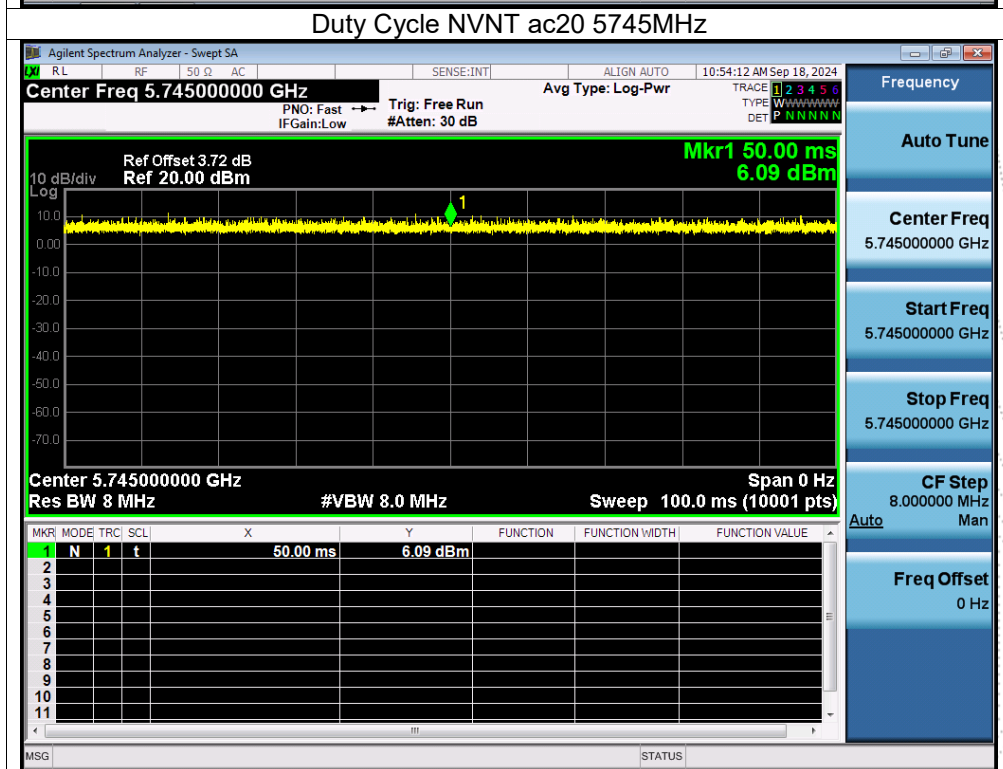 Duty Cycle NVNT ac20 5745MHz
Agilent Spectrum Analyzer - Swept SA
LXI RL RF 50 Ω AC SENSE:INT ALIGN AUTO 10:54:12 AM Sep 18, 2024
Center Freq 5.745000000 GHz
PNO: Fast
IFGain:Low
Trig: Free Run
#Atten: 30 dB
Avg Type: Log-Pwr
TRACE 1 2 3 4 5 6
TYPE WWWWWWW
DET P N N N N N
Frequency
Auto Tune
Center Freq
5.745000000 GHz
Start Freq
5.745000000 GHz
Stop Freq
5.745000000 GHz
CF Step
8.000000 MHz
Auto Man
Freq Offset
0 Hz
Mkr1 50.00 ms
6.09 dBm
Ref Offset 3.72 dB
10 dB/div Ref 20.00 dBm
Log
1
10.0
0.00
-10.0
-20.0
-30.0
-40.0
-50.0
-60.0
-70.0
Center 5.745000000 GHz Span 0 Hz
Res BW 8 MHz #VBW 8.0 MHz Sweep 100.0 ms (10001 pts)
MKR MODE TRC SCL X Y FUNCTION FUNCTION WIDTH FUNCTION VALUE
1 N 1 t 50.00 ms 6.09 dBm
2
3
4
5
6
7
8
9
10
11
MSG STATUS